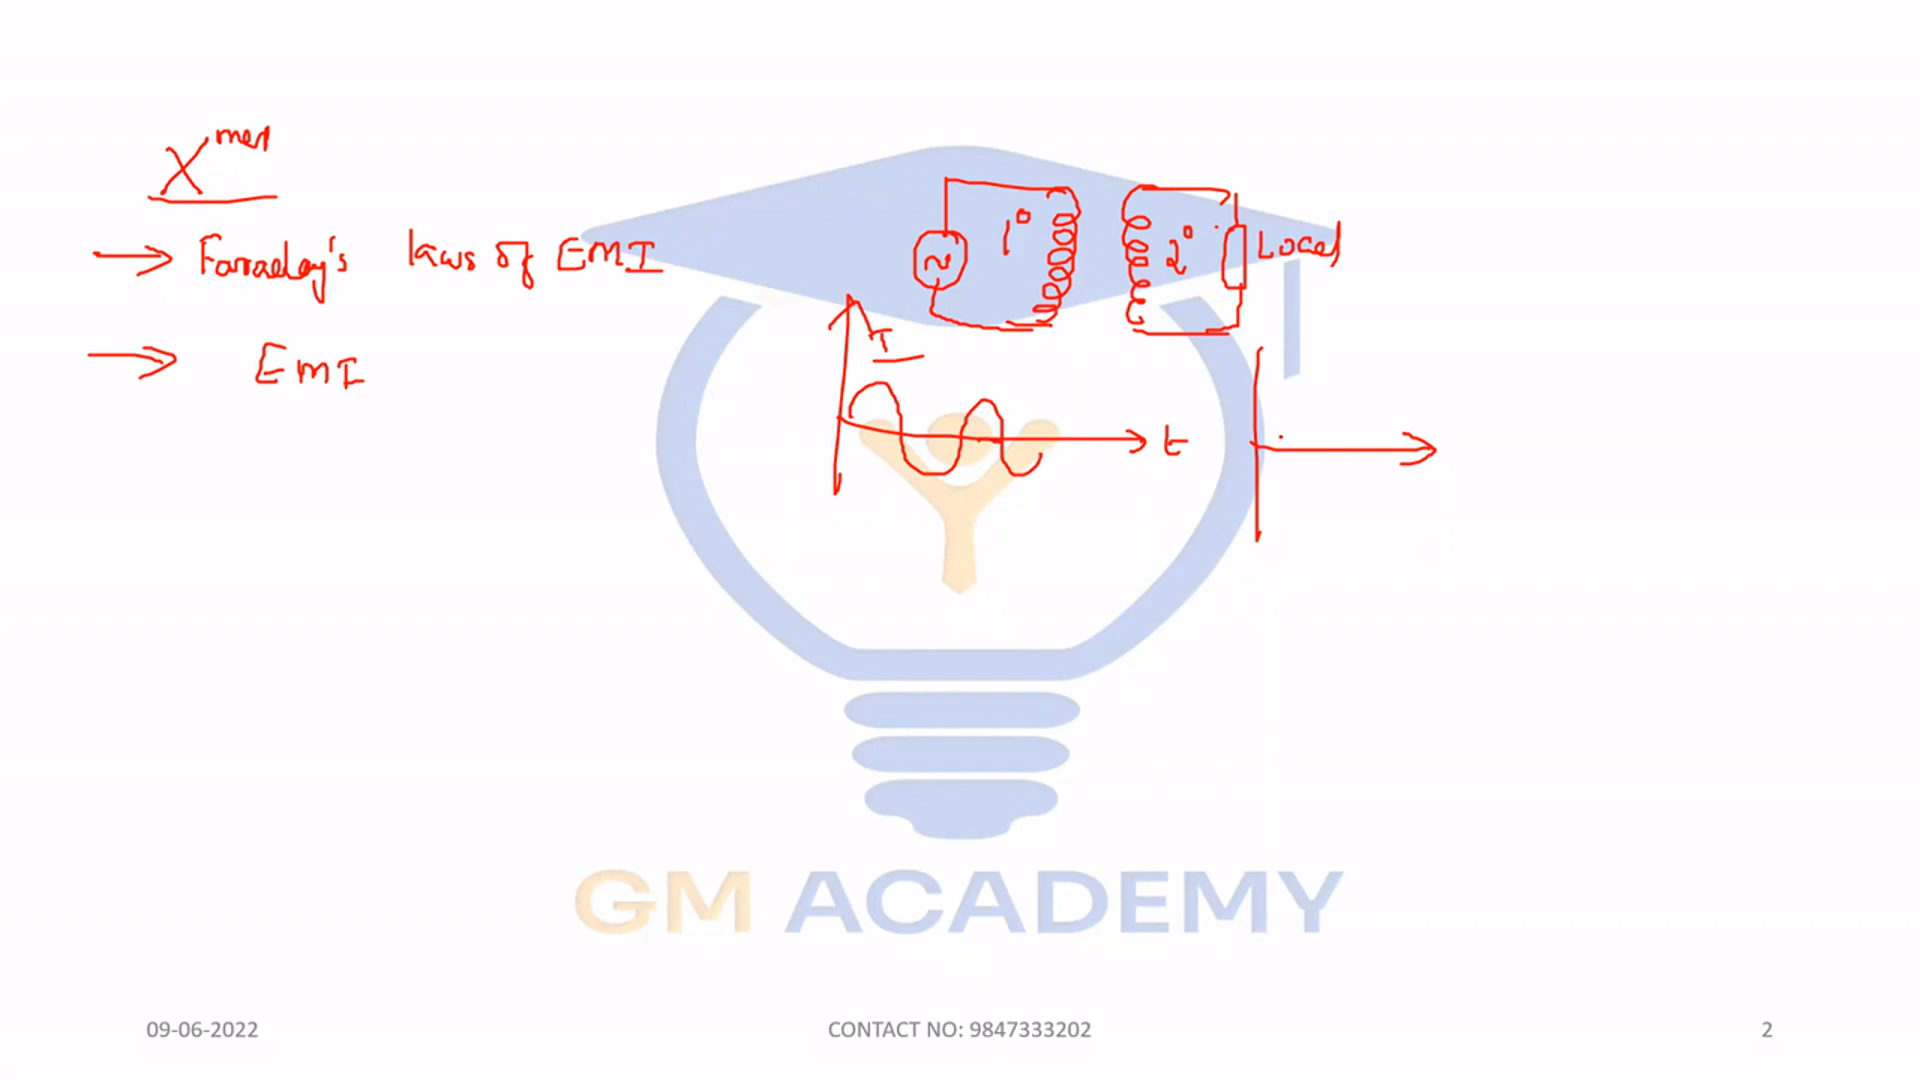 Xmer
Faraday's laws of EMI
EMI
1°
2°
Load
~
I
t
GM ACADEMY
09-06-2022
CONTACT NO: 9847333202
2